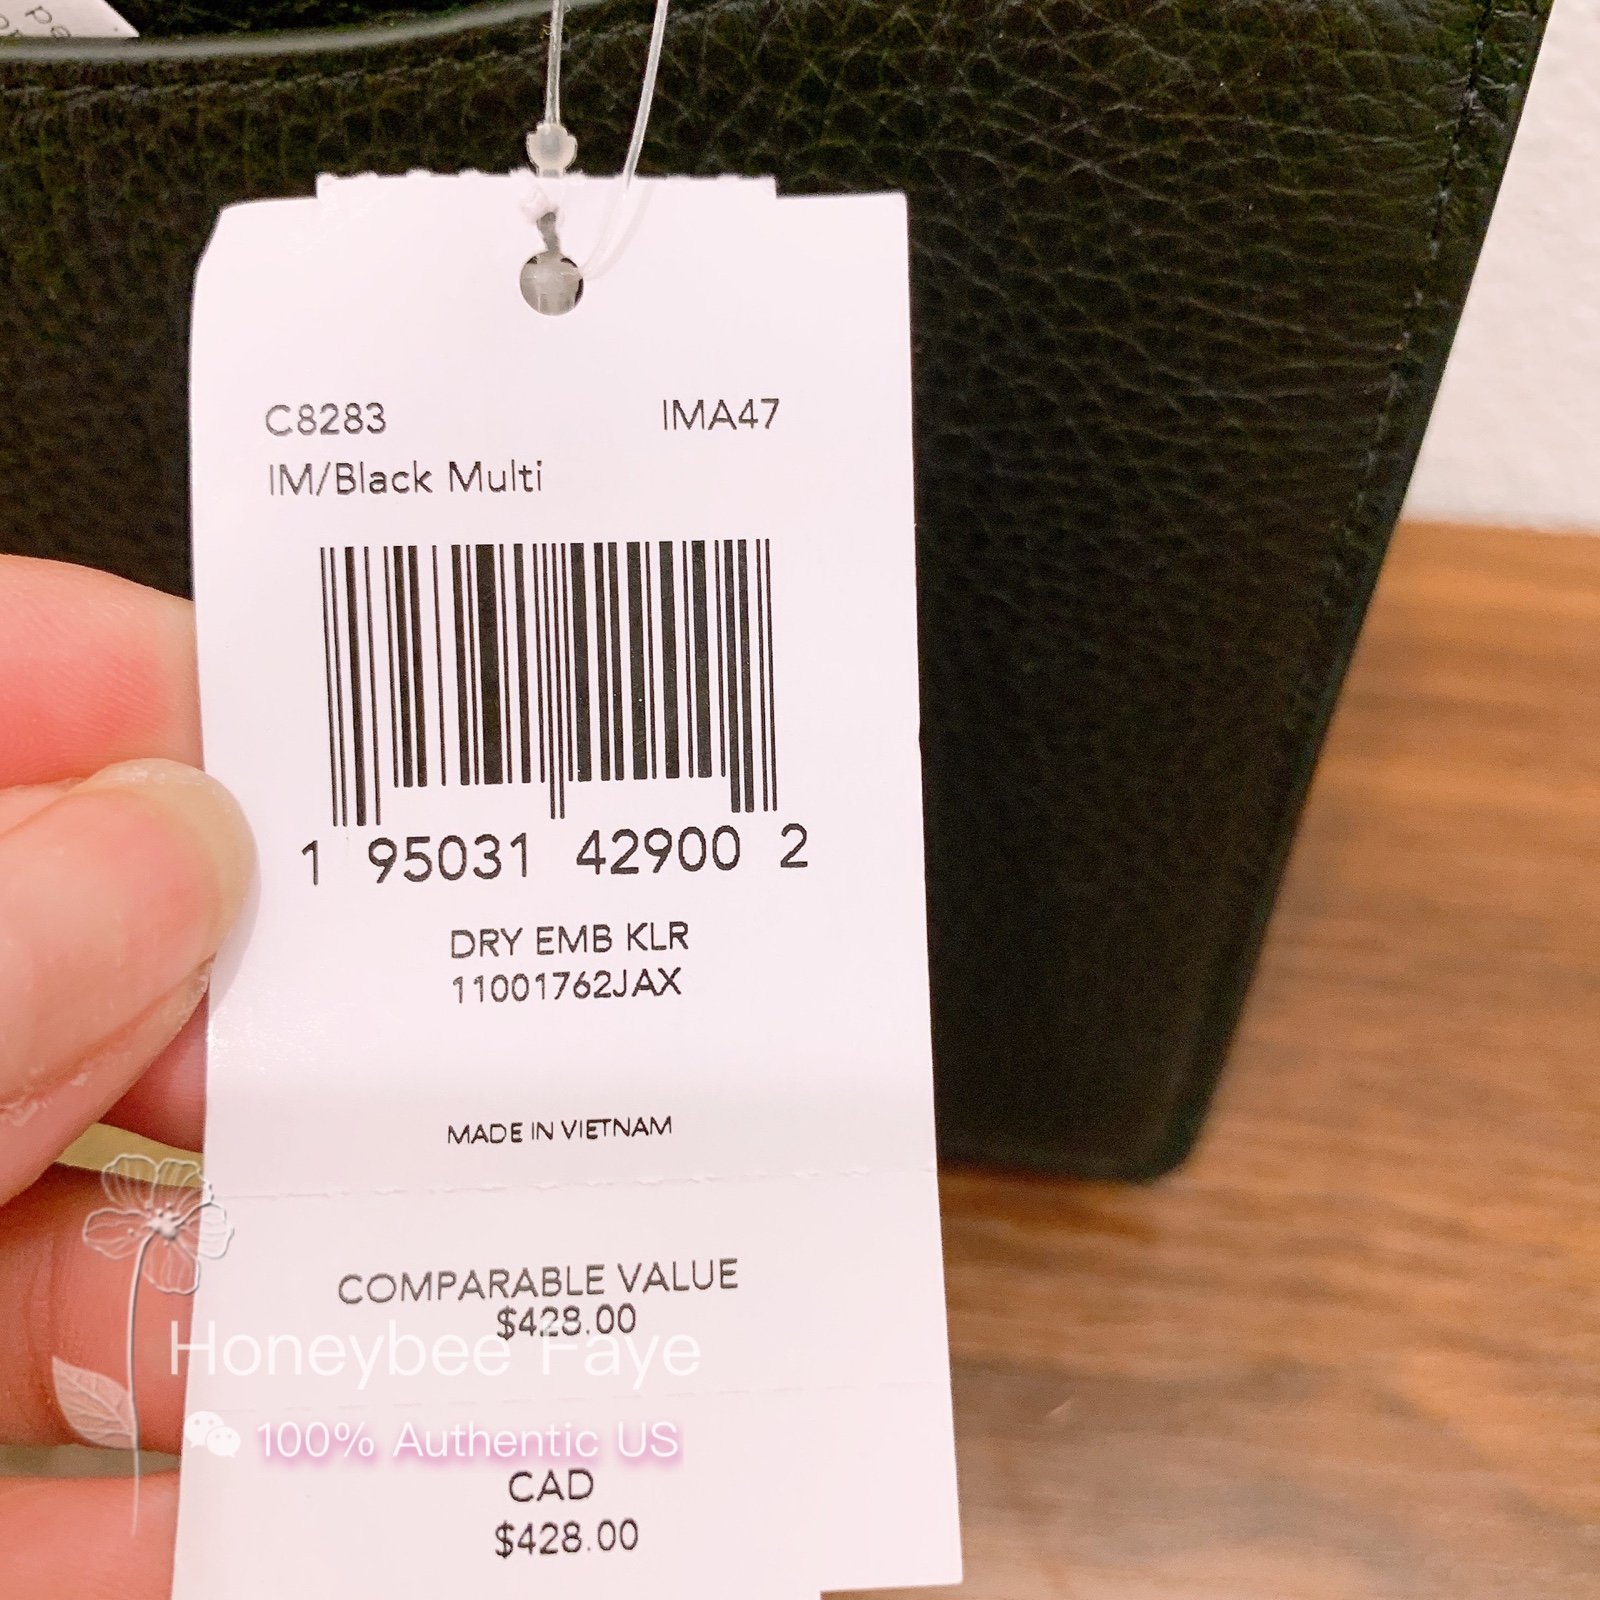 C8283 IMA47
IM/Black Multi
1 95031 42900 2
DRY EMB KLR
11001762JAX
MADE IN VIETNAM
COMPARABLE VALUE
$428.00
Honeybee Faye
100% Authentic US
CAD
$428.00